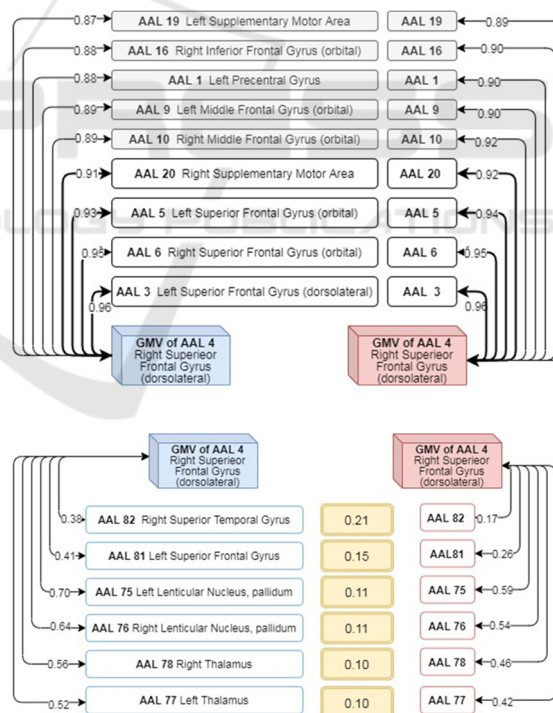 0.87 AAL 19 Left Supplementary Motor Area AAL 19 0.89
0.88 AAL 16 Right Inferior Frontal Gyrus (orbital) AAL 16 0.90
0.88 AAL 1 Left Precentral Gyrus AAL 1 0.90
0.89 AAL 9 Left Middle Frontal Gyrus (orbital) AAL 9 0.90
0.89 AAL 10 Right Middle Frontal Gyrus (orbital) AAL 10 0.92
0.91 AAL 20 Right Supplementary Motor Area AAL 20 0.92
OLOGY PUBLICATIONS
0.93 AAL 5 Left Superior Frontal Gyrus (orbital) AAL 5 0.94
0.95 AAL 6 Right Superior Frontal Gyrus (orbital) AAL 6 0.95
0.96 AAL 3 Left Superior Frontal Gyrus (dorsolateral) AAL 3 0.96
GMV of AAL 4
Right Superieor
Frontal Gyrus
(dorsolateral)
GMV of AAL 4
Right Superieor
Frontal Gyrus
(dorsolateral)
GMV of AAL 4
Right Superieor
Frontal Gyrus
(dorsolateral)
GMV of AAL 4
Right Superieor
Frontal Gyrus
(dorsolateral)
0.38 AAL 82 Right Superior Temporal Gyrus 0.21 AAL 82 0.17
0.41 AAL 81 Left Superior Frontal Gyrus 0.15 AAL81 0.26
0.70 AAL 75 Left Lenticular Nucleus, pallidum 0.11 AAL 75 0.59
0.64 AAL 76 Right Lenticular Nucleus, pallidum 0.11 AAL 76 0.54
0.56 AAL 78 Right Thalamus 0.10 AAL 78 0.46
0.52 AAL 77 Left Thalamus 0.10 AAL 77 0.42